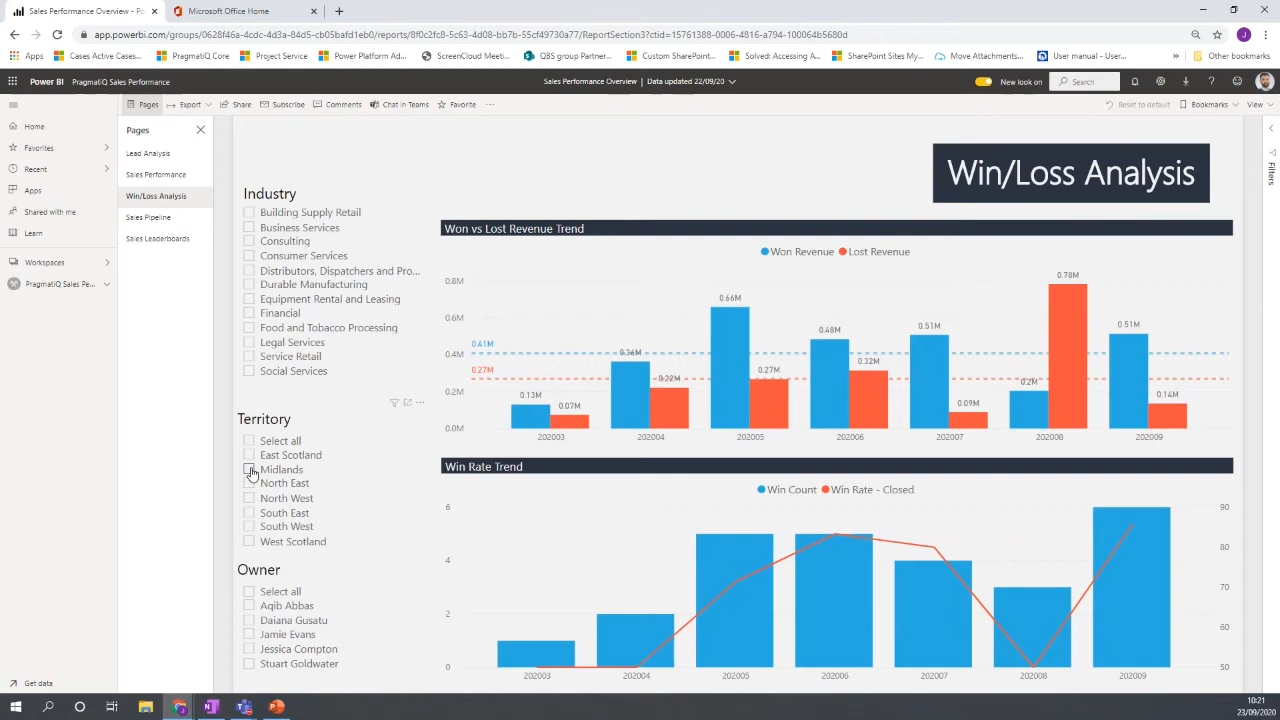 Sales Performance Overview - Po
Microsoft Office Home
app.powerbi.com/groups/0628f46a-4cdc-4d3a-84d5-cb05bafd1eb0/reports/8f0c2fc8-5c63-4d08-bb7b-55cf49730a77/ReportSection3?ctid=15761388-0006-4816-a794-100064b5680d
J
Apps
Cases Active Cases...
PragmatiQ Core
Project Service
Power Platform Ad...
ScreenCloud Meeti...
QBS group Partner...
Custom SharePoint...
Solved: Accessing A...
SharePoint Sites My...
Move Attachments...
User manual - User...
»
Other bookmarks
Power BI
PragmatiQ Sales Performance
Sales Performance Overview | Data updated 22/09/20
New look on
Search
Pages
Export
Share
Subscribe
Comments
Chat in Teams
Favorite
...
Reset to default
Bookmarks
View
Home
Favorites
Recent
Apps
Shared with me
Learn
Workspaces
PragmatiQ Sales Pe...
Get data
Pages
Lead Analysis
Sales Performance
Win/Loss Analysis
Sales Pipeline
Sales Leaderboards
Filters
Win/Loss Analysis
Industry
Building Supply Retail
Business Services
Consulting
Consumer Services
Distributors, Dispatchers and Pro...
Durable Manufacturing
Equipment Rental and Leasing
Financial
Food and Tobacco Processing
Legal Services
Service Retail
Social Services
Territory
Select all
East Scotland
Midlands
North East
North West
South East
South West
West Scotland
Owner
Select all
Aqib Abbas
Daiana Gusatu
Jamie Evans
Jessica Compton
Stuart Goldwater
Won vs Lost Revenue Trend
Won Revenue Lost Revenue
0.8M
0.6M
0.4M
0.2M
0.0M
0.41M
0.27M
0.13M
0.07M
0.36M
0.22M
0.66M
0.27M
0.48M
0.32M
0.51M
0.09M
0.2M
0.78M
0.51M
0.14M
202003 202004 202005 202006 202007 202008 202009
Win Rate Trend
Win Count Win Rate - Closed
6
4
2
0
90
80
70
60
50
202003 202004 202005 202006 202007 202008 202009
10:21
23/09/2020